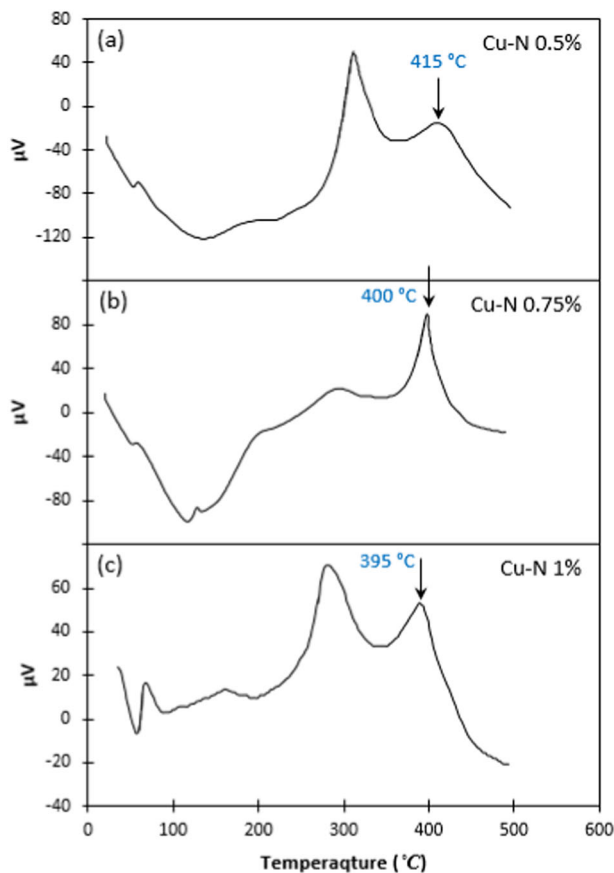 (a)
Cu-N 0.5%
415 °C
80
40
0
-40
-80
-120
µV
(b)
Cu-N 0.75%
400 °C
80
40
0
-40
-80
µV
(c)
Cu-N 1%
395 °C
60
40
20
0
-20
-40
µV
0 100 200 300 400 500 600
Temperaqture (°C)